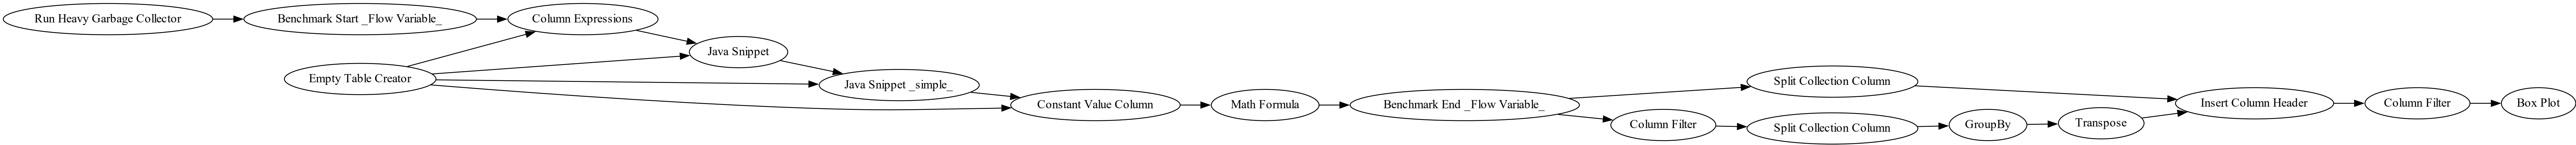 Run Heavy Garbage Collector
Benchmark Start _Flow Variable_
Column Expressions
Empty Table Creator
Java Snippet
Java Snippet _simple_
Constant Value Column
Math Formula
Benchmark End _Flow Variable_
Split Collection Column
Column Filter
Split Collection Column
GroupBy
Transpose
Insert Column Header
Column Filter
Box Plot